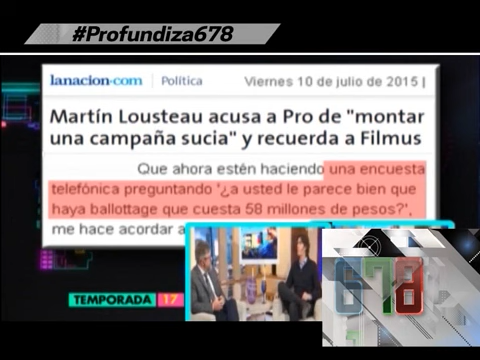 #Profundiza678
lanacion.com | Política
Viernes 10 de julio de 2015 |
Martín Lousteau acusa a Pro de "montar
una campaña sucia" y recuerda a Filmus
Que ahora estén haciendo una encuesta
telefónica preguntando '¿a usted le parece bien que
haya ballottage que cuesta 58 millones de pesos?',
me hace acordar a
TEMPORADA 17
678